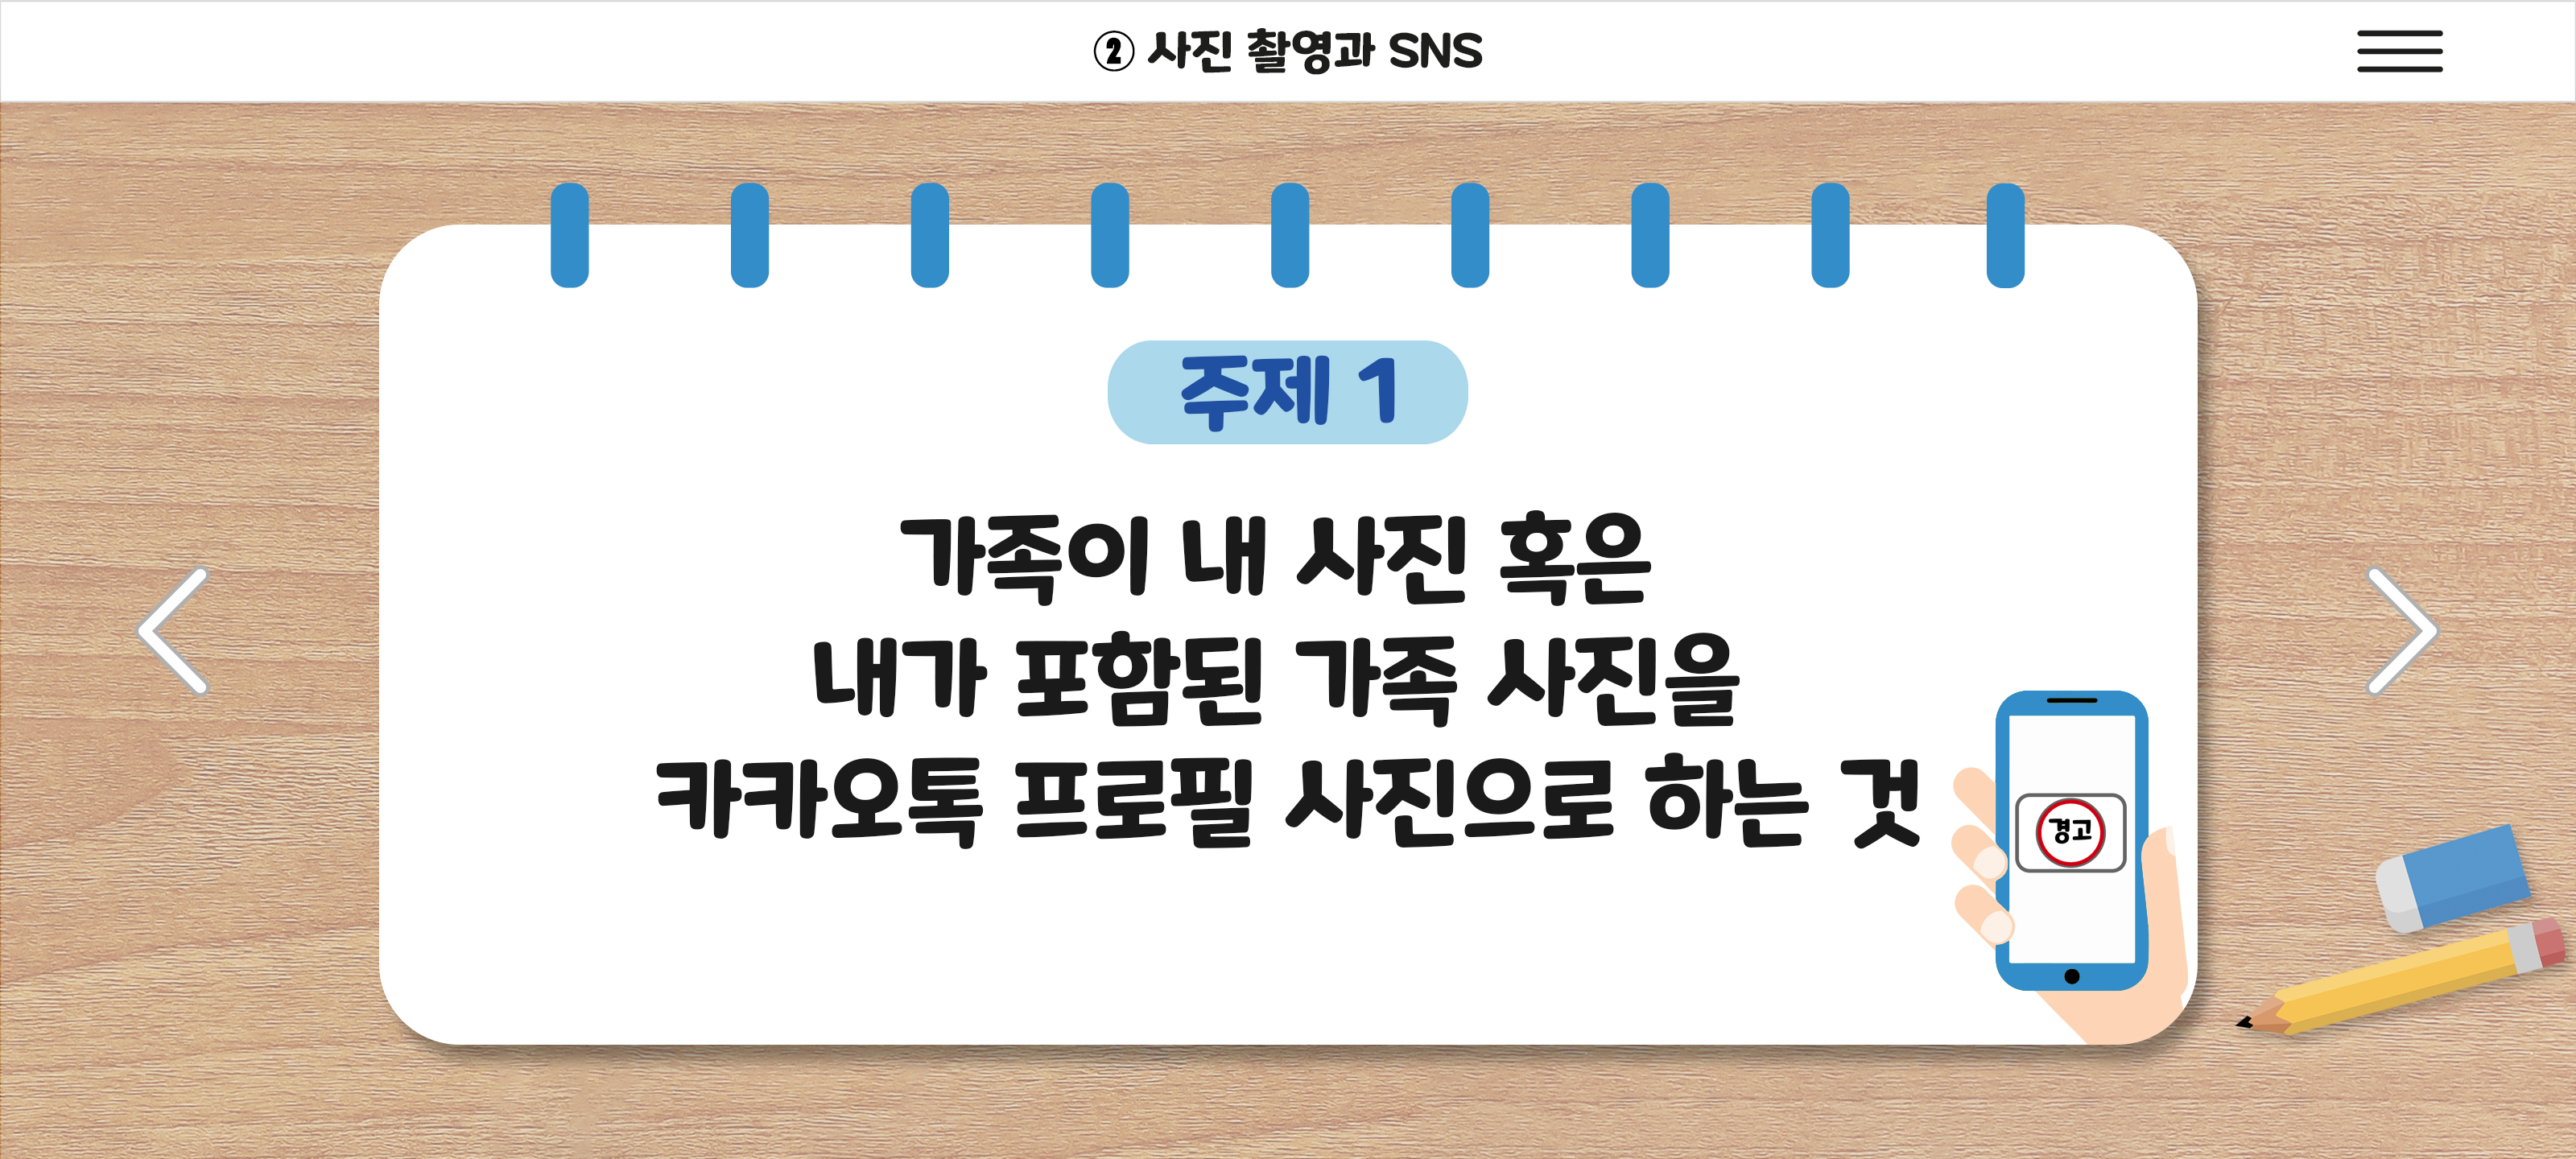 ② 사진 촬영과 SNS
주제 1
가족이 내 사진 혹은
내가 포함된 가족 사진을
카카오톡 프로필 사진으로 하는 것
경고